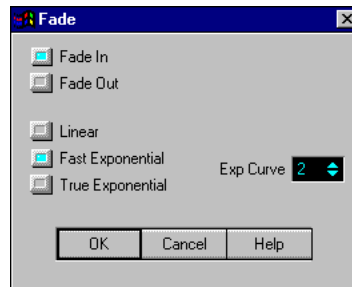 Fade
Fade In
Fade Out
Linear
Fast Exponential
Exp Curve 2
True Exponential
OK Cancel Help